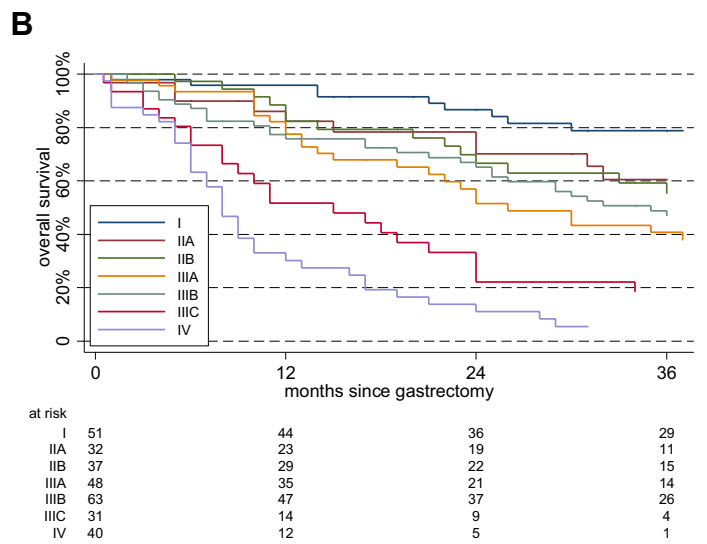 B
overall survival
100%
80%
60%
40%
20%
0
I
IIA
IIB
IIIA
IIIB
IIIC
IV
0 12 24 36
months since gastrectomy
at risk
I 51 44 36 29
IIA 32 23 19 11
IIB 37 29 22 15
IIIA 48 35 21 14
IIIB 63 47 37 26
IIIC 31 14 9 4
IV 40 12 5 1